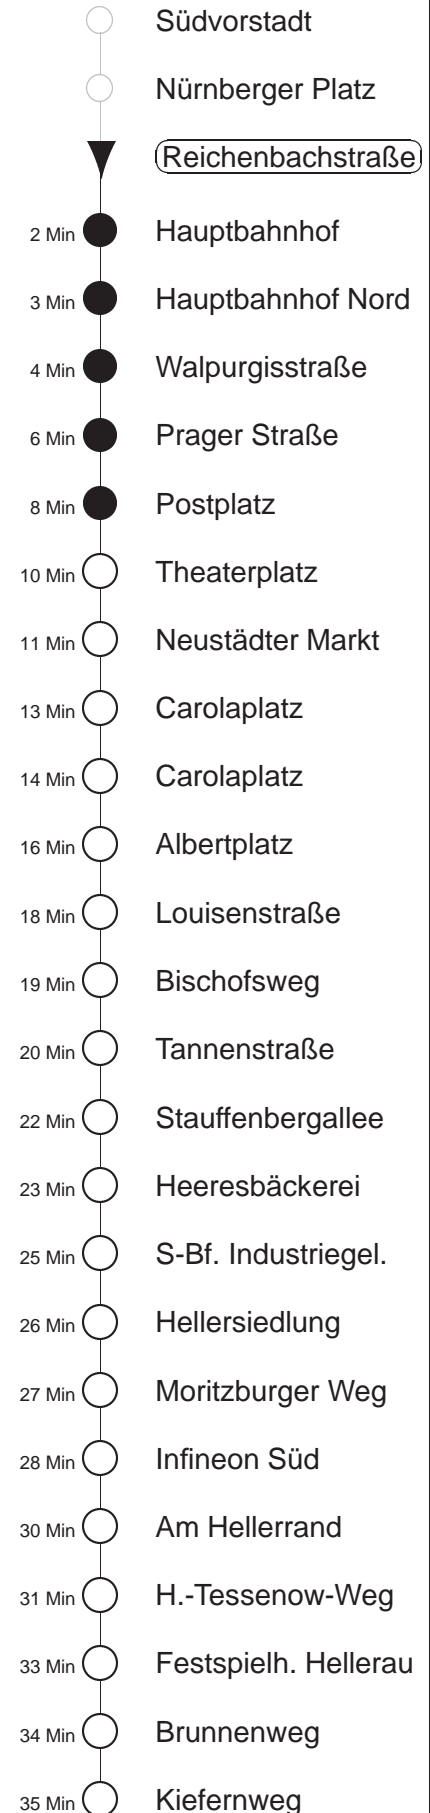 Südvorstadt
Nürnberger Platz
Reichenbachstraße
2 Min Hauptbahnhof
3 Min Hauptbahnhof Nord
4 Min Walpurgisstraße
6 Min Prager Straße
8 Min Postplatz
10 Min Theaterplatz
11 Min Neustädter Markt
13 Min Carolaplatz
14 Min Carolaplatz
16 Min Albertplatz
18 Min Louisenstraße
19 Min Bischofsweg
20 Min Tannenstraße
22 Min Stauffenbergallee
23 Min Heeresbäckerei
25 Min S-Bf. Industriegel.
26 Min Hellersiedlung
27 Min Moritzburger Weg
28 Min Infineon Süd
30 Min Am Hellerrand
31 Min H.-Tessenow-Weg
33 Min Festspielh. Hellerau
34 Min Brunnenweg
35 Min Kiefernweg